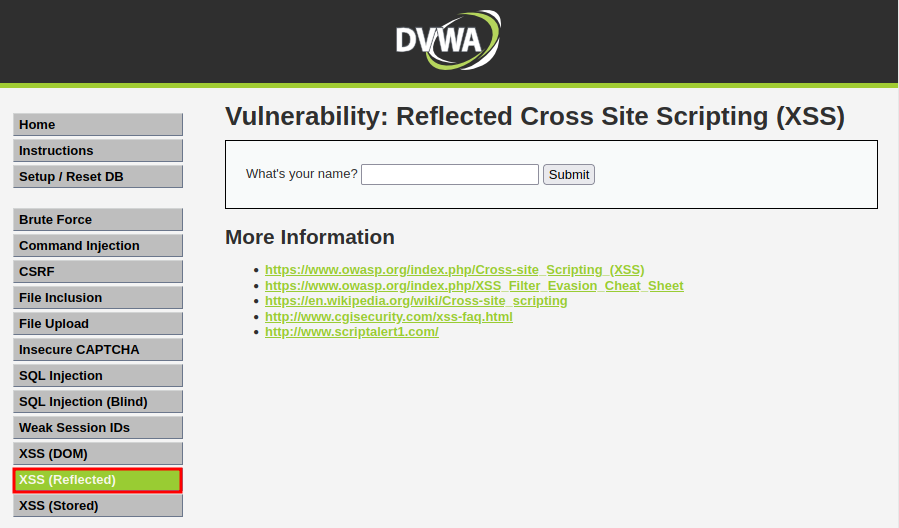 DVWA
Home
Instructions
Setup / Reset DB
Brute Force
Command Injection
CSRF
File Inclusion
File Upload
Insecure CAPTCHA
SQL Injection
SQL Injection (Blind)
Weak Session IDs
XSS (DOM)
XSS (Reflected)
XSS (Stored)
Vulnerability: Reflected Cross Site Scripting (XSS)
What's your name? Submit
More Information
• https://www.owasp.org/index.php/Cross-site_Scripting_(XSS)
• https://www.owasp.org/index.php/XSS_Filter_Evasion_Cheat_Sheet
• https://en.wikipedia.org/wiki/Cross-site_scripting
• http://www.cgisecurity.com/xss-faq.html
• http://www.scriptalert1.com/